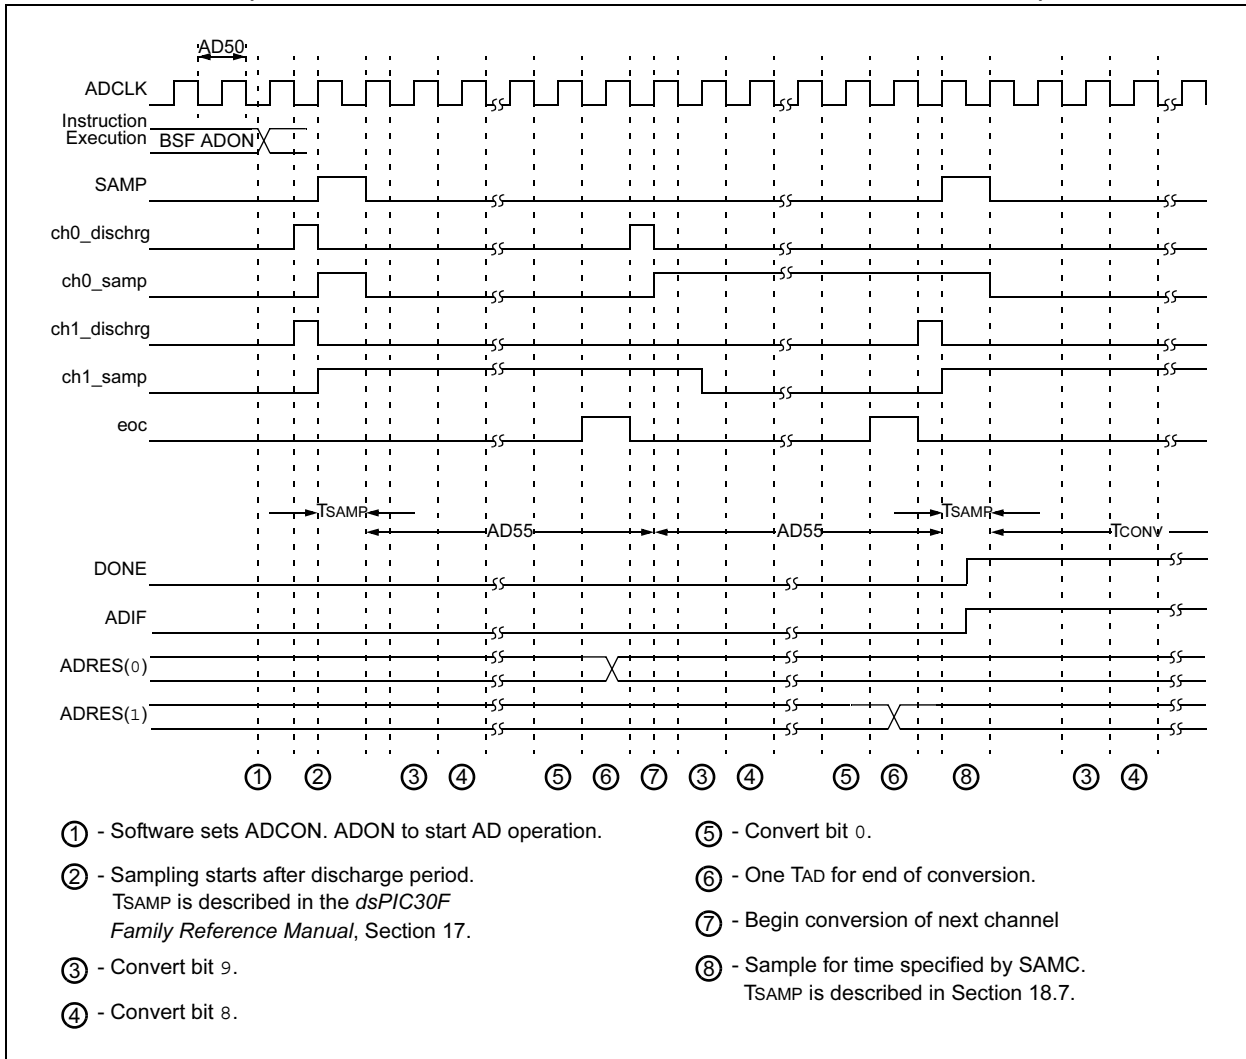 AD50
ADCLK
Instruction
Execution
BSF ADON
SAMP
ch0_dischrg
ch0_samp
ch1_dischrg
ch1_samp
eoc
TSAMP
TSAMP
AD55
AD55
TCONV
DONE
ADIF
ADRES(0)
ADRES(1)
1 2 3 4 5 6 7 3 4 5 6 8 3 4
1 - Software sets ADCON. ADON to start AD operation.
2 - Sampling starts after discharge period.
TSAMP is described in the dsPIC30F
Family Reference Manual, Section 17.
3 - Convert bit 9.
4 - Convert bit 8.
5 - Convert bit 0.
6 - One TAD for end of conversion.
7 - Begin conversion of next channel
8 - Sample for time specified by SAMC.
TSAMP is described in Section 18.7.